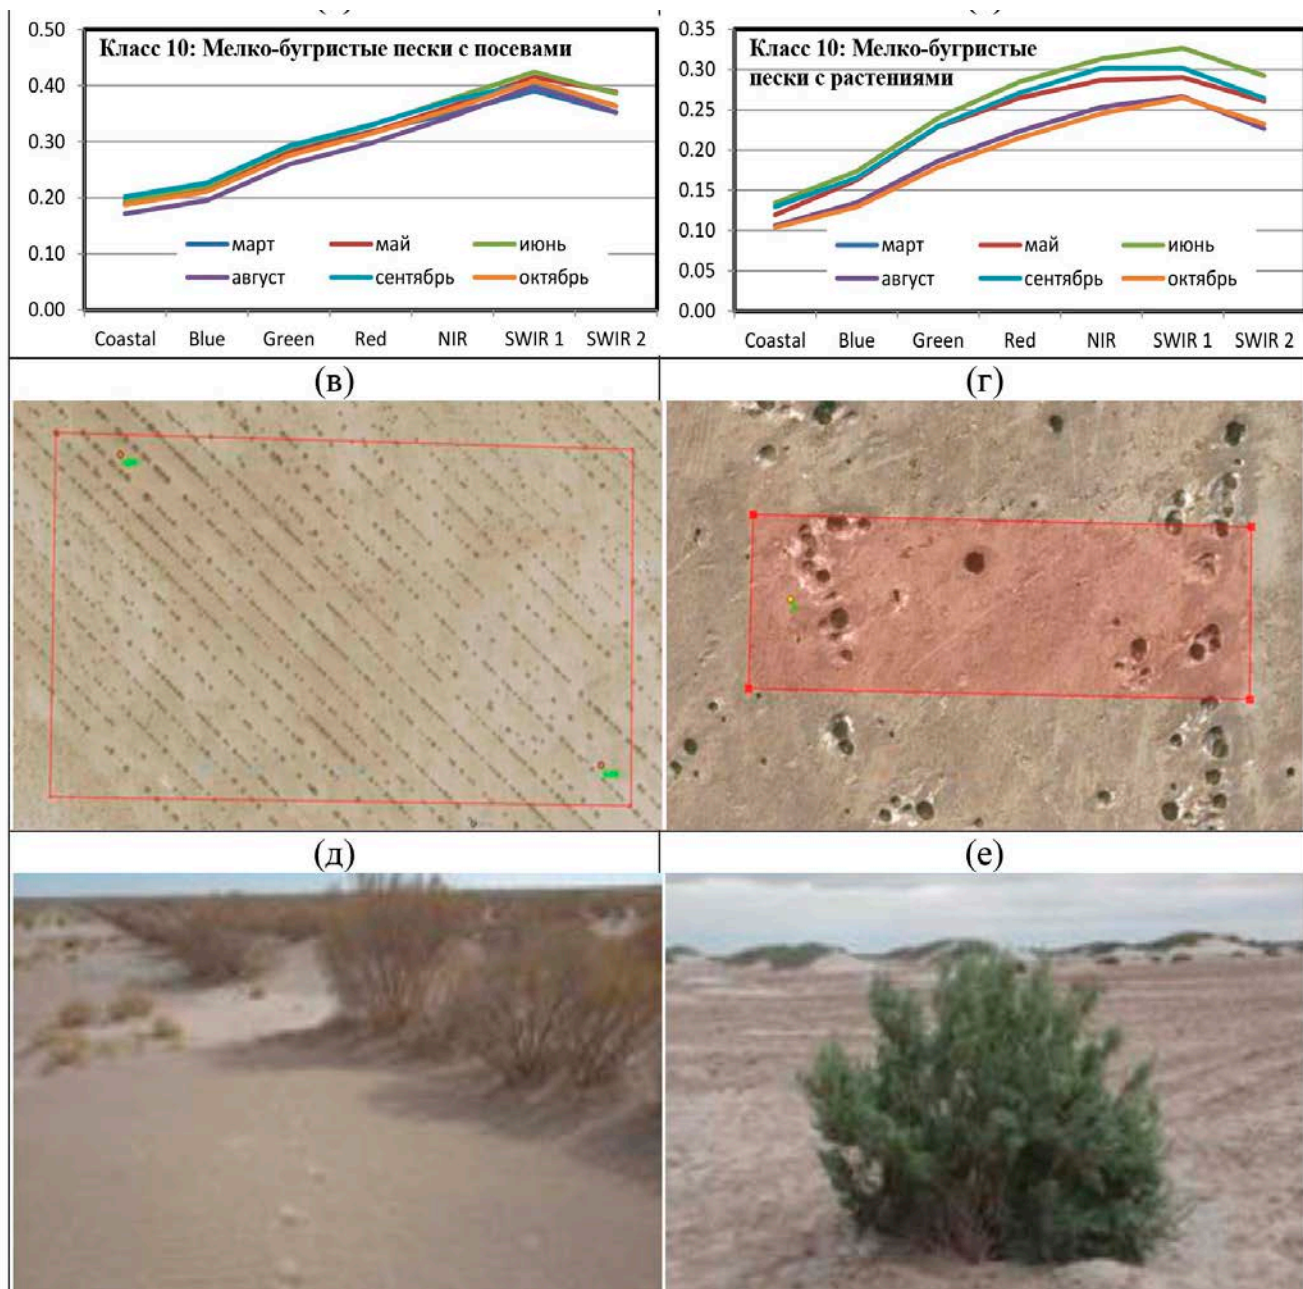 Класс 10: Мелко-бугристые пески с посевами
0.50
0.40
0.30
0.20
0.10
0.00
март май июнь
август сентябрь октябрь
Coastal Blue Green Red NIR SWIR 1 SWIR 2
Класс 10: Мелко-бугристые
пески с растениями
0.35
0.30
0.25
0.20
0.15
0.10
0.05
0.00
март май июнь
август сентябрь октябрь
Coastal Blue Green Red NIR SWIR 1 SWIR 2
(в)
(г)
(д)
(е)